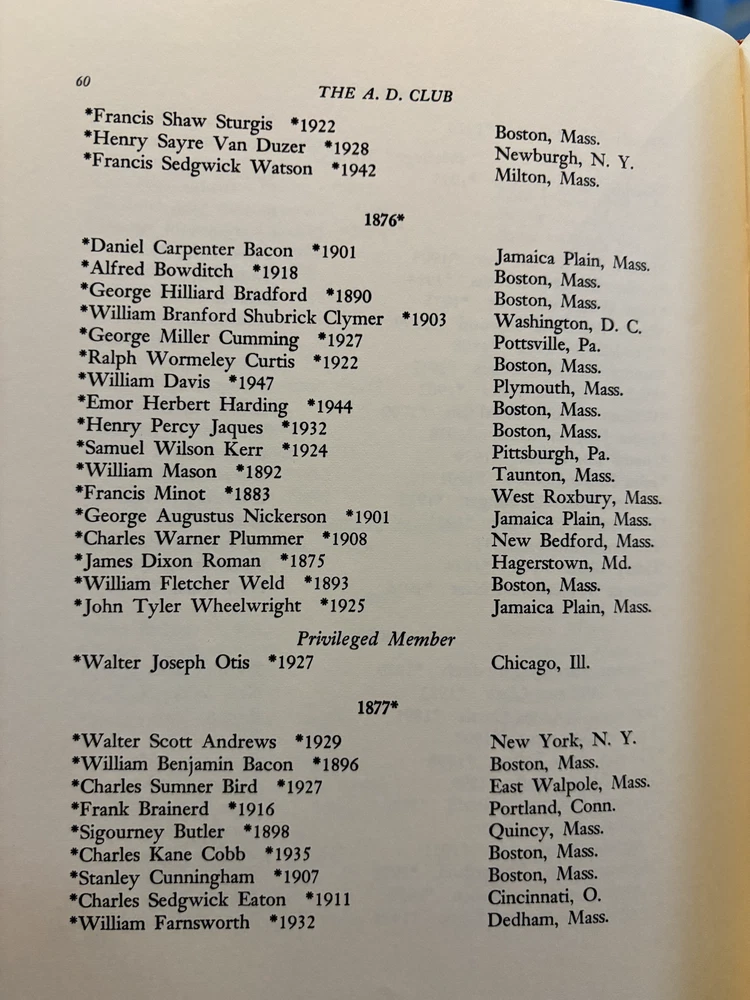 60
THE A. D. CLUB
*Francis Shaw Sturgis *1922 Boston, Mass.
*Henry Sayre Van Duzer *1928 Newburgh, N. Y.
*Francis Sedgwick Watson *1942 Milton, Mass.
1876*
*Daniel Carpenter Bacon *1901 Jamaica Plain, Mass.
*Alfred Bowditch *1918 Boston, Mass.
*George Hilliard Bradford *1890 Boston, Mass.
*William Branford Shubrick Clymer *1903 Washington, D. C.
*George Miller Cumming *1927 Pottsville, Pa.
*Ralph Wormeley Curtis *1922 Boston, Mass.
*William Davis *1947 Plymouth, Mass.
*Emor Herbert Harding *1944 Boston, Mass.
*Henry Percy Jaques *1932 Boston, Mass.
*Samuel Wilson Kerr *1924 Pittsburgh, Pa.
*William Mason *1892 Taunton, Mass.
*Francis Minot *1883 West Roxbury, Mass.
*George Augustus Nickerson *1901 Jamaica Plain, Mass.
*Charles Warner Plummer *1908 New Bedford, Mass.
*James Dixon Roman *1875 Hagerstown, Md.
*William Fletcher Weld *1893 Boston, Mass.
*John Tyler Wheelwright *1925 Jamaica Plain, Mass.
Privileged Member
*Walter Joseph Otis *1927 Chicago, Ill.
1877*
*Walter Scott Andrews *1929 New York, N. Y.
*William Benjamin Bacon *1896 Boston, Mass.
*Charles Sumner Bird *1927 East Walpole, Mass.
*Frank Brainerd *1916 Portland, Conn.
*Sigourney Butler *1898 Quincy, Mass.
*Charles Kane Cobb *1935 Boston, Mass.
*Stanley Cunningham *1907 Boston, Mass.
*Charles Sedgwick Eaton *1911 Cincinnati, O.
*William Farnsworth *1932 Dedham, Mass.